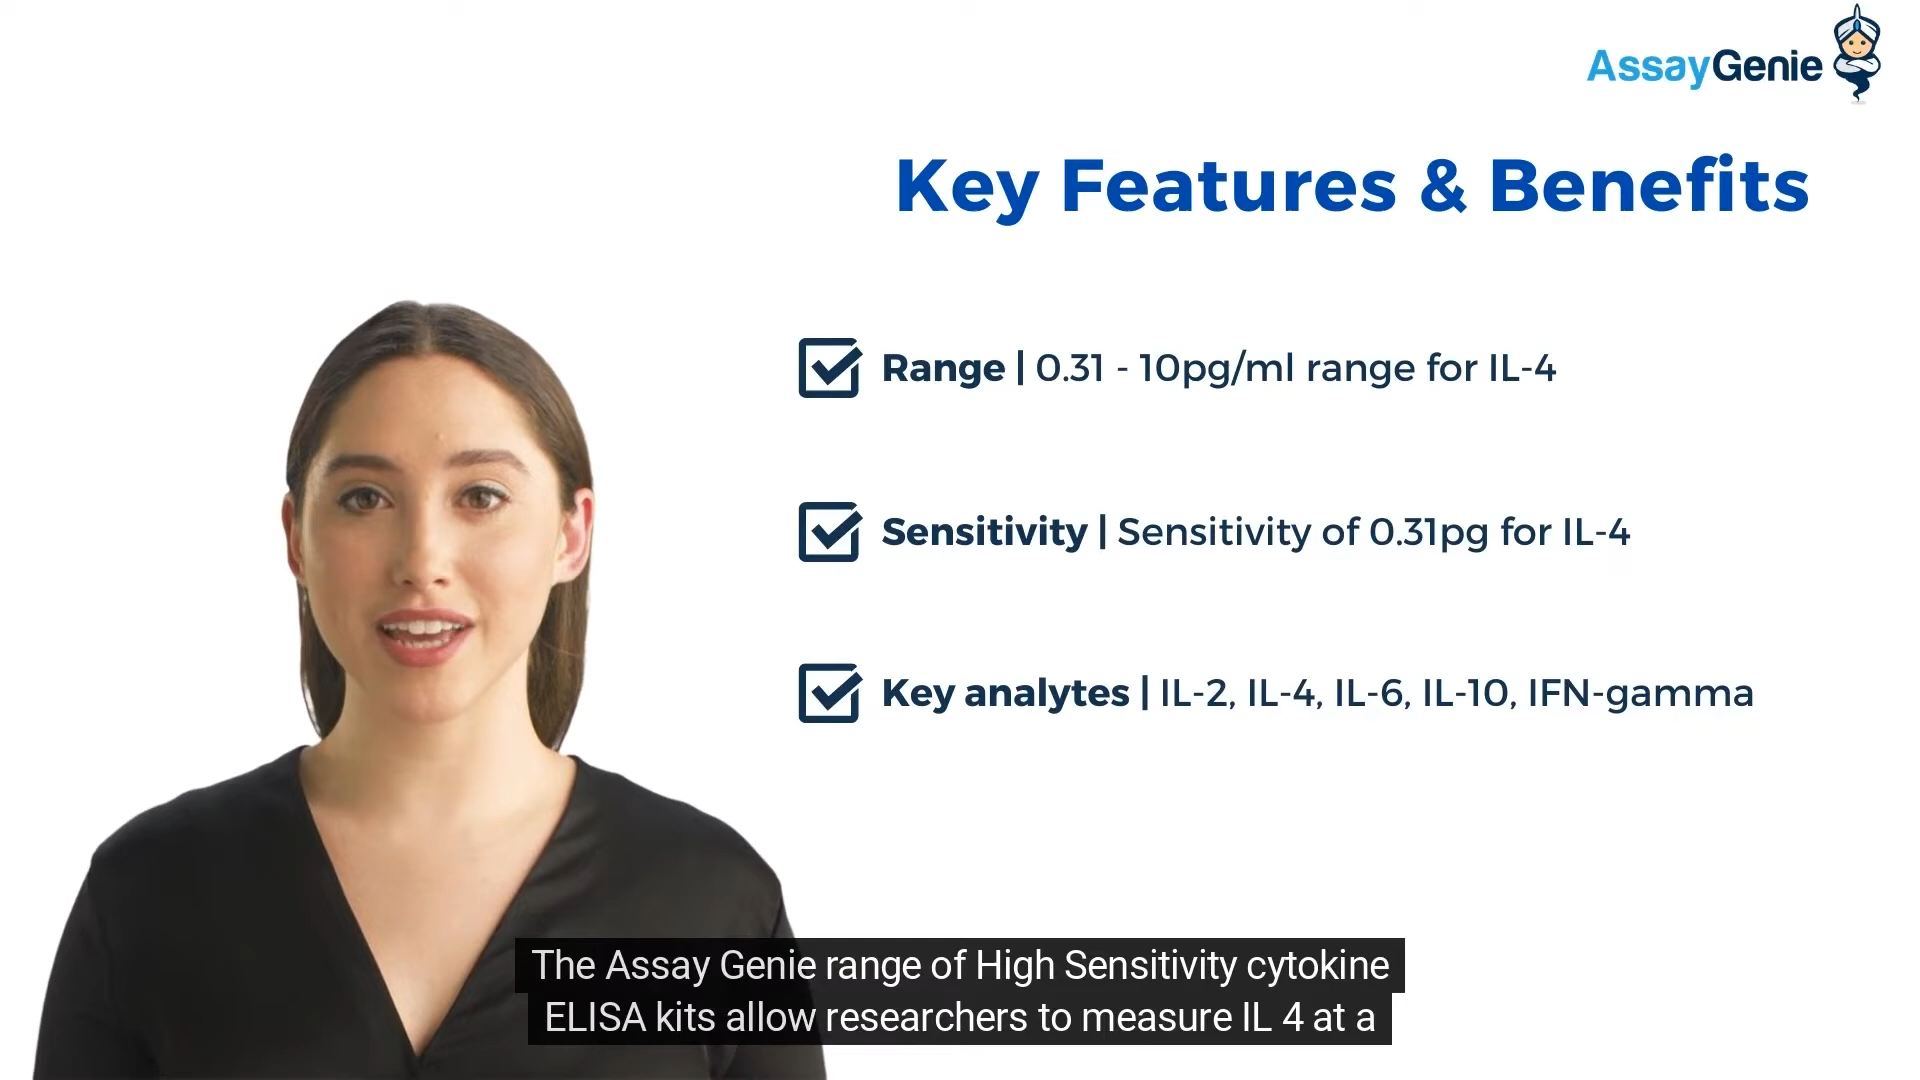 AssayGenie
Key Features & Benefits
Range | 0.31 - 10pg/ml range for IL-4
Sensitivity | Sensitivity of 0.31pg for IL-4
Key analytes | IL-2, IL-4, IL-6, IL-10, IFN-gamma
The Assay Genie range of High Sensitivity cytokine
ELISA kits allow researchers to measure IL 4 at a